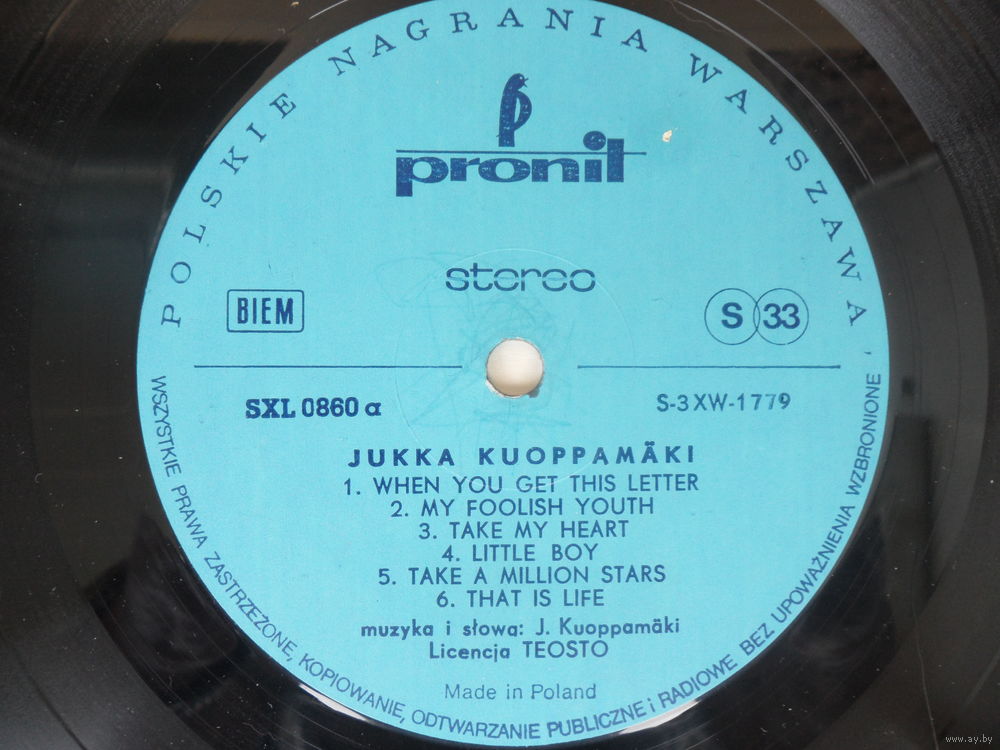 POLSKIE NAGRANIA WARSZAWA
pronit
stereo
BIEM
S 33
SXL 0860 a
S-3XW-1779
JUKKA KUOPPAMÄKI
1. WHEN YOU GET THIS LETTER
2. MY FOOLISH YOUTH
3. TAKE MY HEART
4. LITTLE BOY
5. TAKE A MILLION STARS
6. THAT IS LIFE
muzyka i słowa: J. Kuoppamäki
Licencja TEOSTO
Made in Poland
WSZYSTKIE PRAWA ZASTRZEŻONE, KOPIOWANIE, ODTWARZANIE PUBLICZNE i RADIOWE BEZ UPOWAŻNIENIA WZBRONIONE
www.ay.by